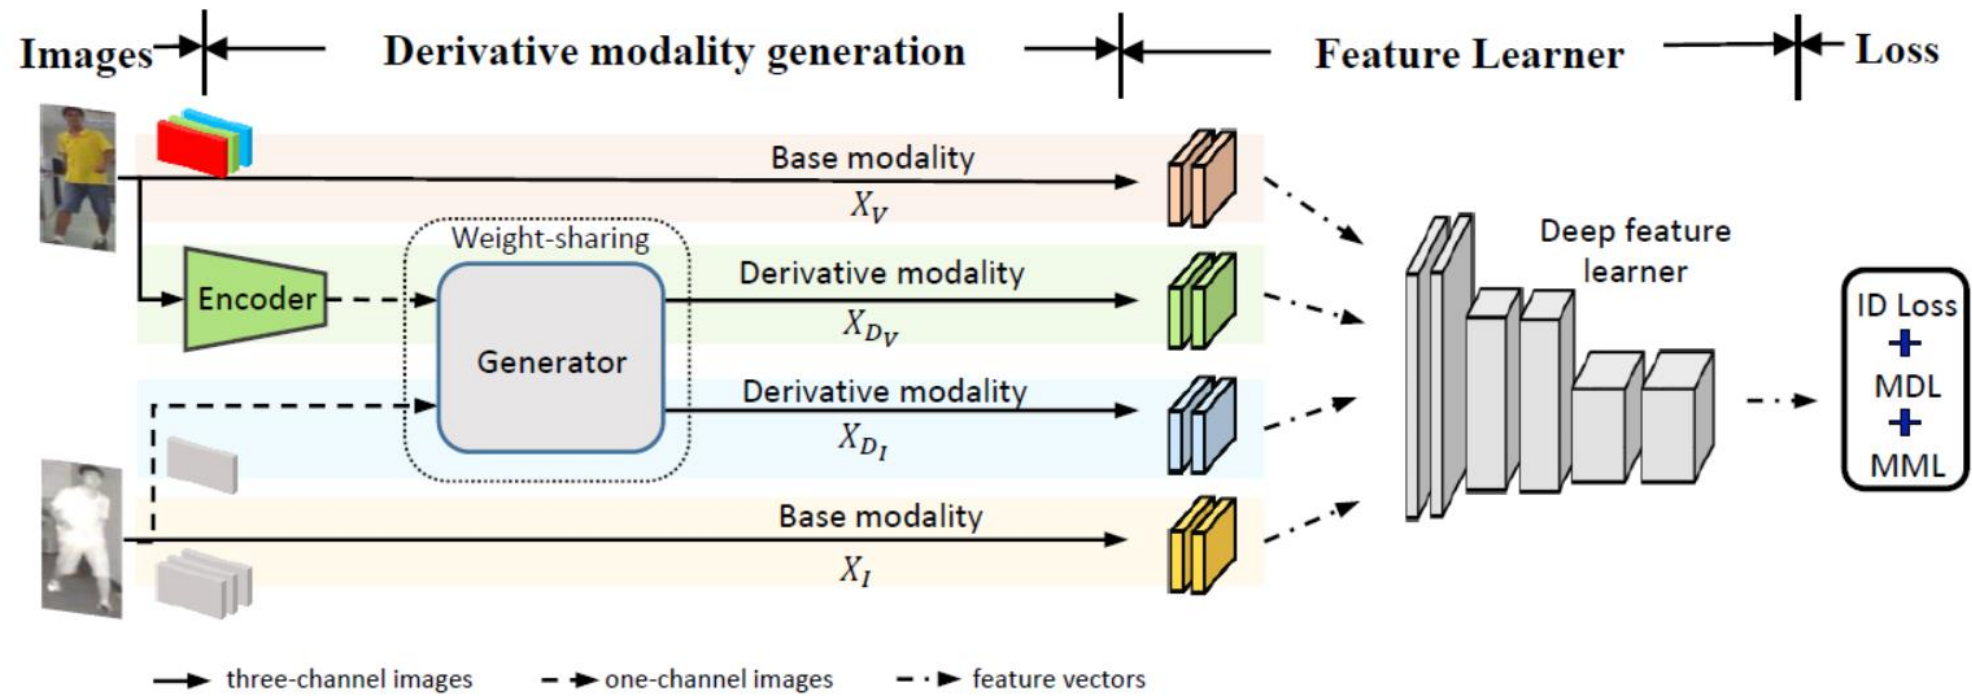 Images
Derivative modality generation
Feature Learner
Loss
Base modality
X_V
Weight-sharing
Encoder
Generator
Derivative modality
X_{D_V}
Derivative modality
X_{D_I}
Base modality
X_I
Deep feature
learner
ID Loss
+
MDL
+
MML
three-channel images
one-channel images
feature vectors